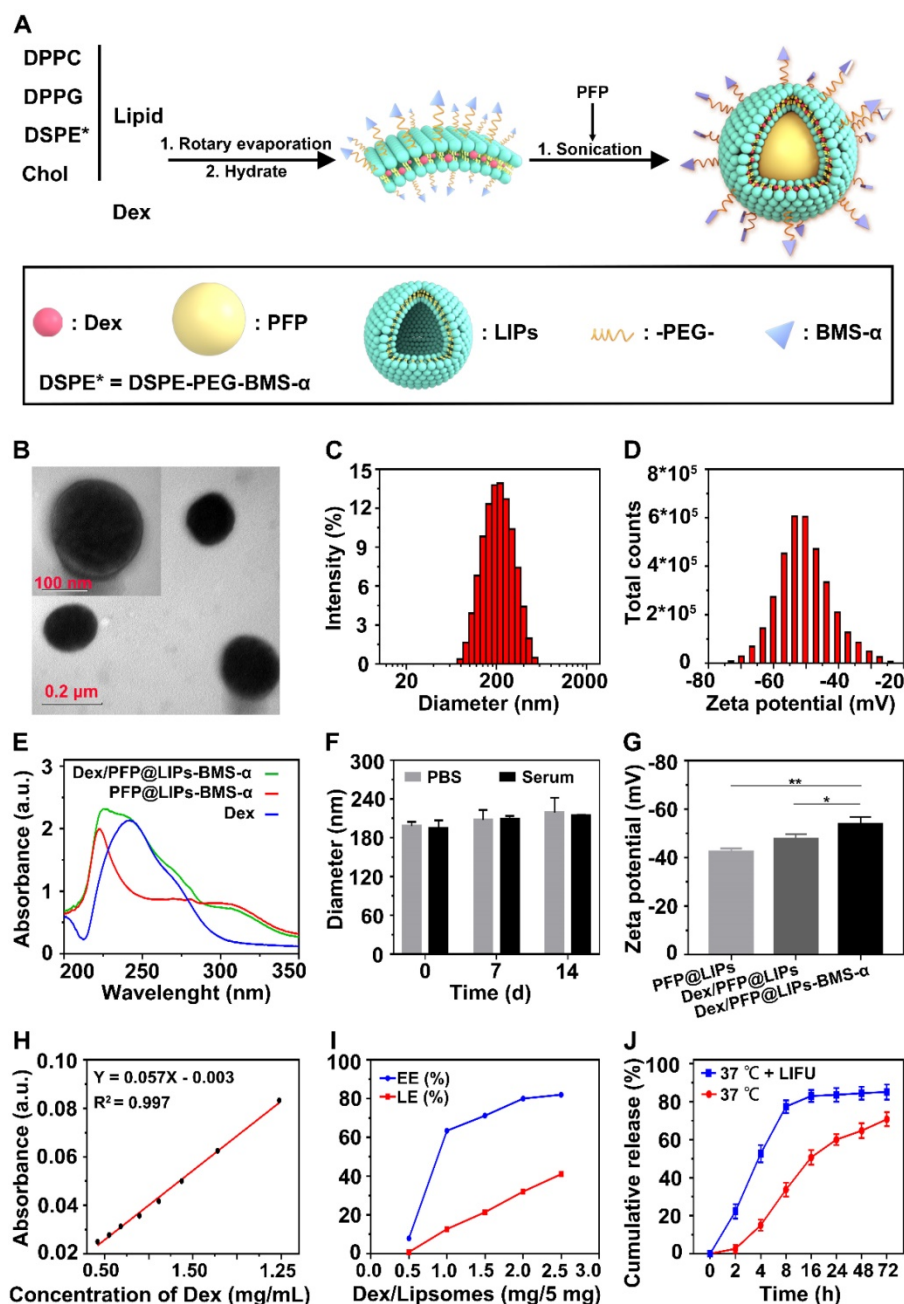 A
DPPC
DPPG
DSPE*
Chol
Lipid
Dex
1. Rotary evaporation
2. Hydrate
PFP
1. Sonication
: Dex
: PFP
: LIPs
: -PEG-
: BMS-α
DSPE* = DSPE-PEG-BMS-α
B
100 nm
0.2 μm
C
Intensity (%)
15
12
9
6
3
0
20
200
2000
Diameter (nm)
D
Total counts
8*10⁵
6*10⁵
4*10⁵
2*10⁵
0
-80
-60
-40
-20
Zeta potential (mV)
E
Absorbance (a.u.)
3
2
1
0
Dex/PFP@LIPs-BMS-α
PFP@LIPs-BMS-α
Dex
200
250
300
350
Wavelenght (nm)
F
Diameter (nm)
300
240
180
120
60
0
PBS
Serum
0
7
14
Time (d)
G
Zeta potential (mV)
-80
-60
-40
-20
0
**
*
PFP@LIPs
Dex/PFP@LIPs
Dex/PFP@LIPs-BMS-α
H
Absorbance (a.u.)
0.10
0.08
0.06
0.04
0.02
Y = 0.057X - 0.003
R² = 0.997
0.50
1.50
1.25
Concentration of Dex (mg/mL)
I
80
60
40
20
0
EE (%)
LE (%)
0.0
0.5
1.0
1.5
2.0
2.5
3.0
Dex/Lipsomes (mg/5 mg)
J
Cumulative release (%)
100
80
60
40
20
0
37 ℃ + LIFU
37 ℃
0
2
4
8
16
24
48
72
Time (h)